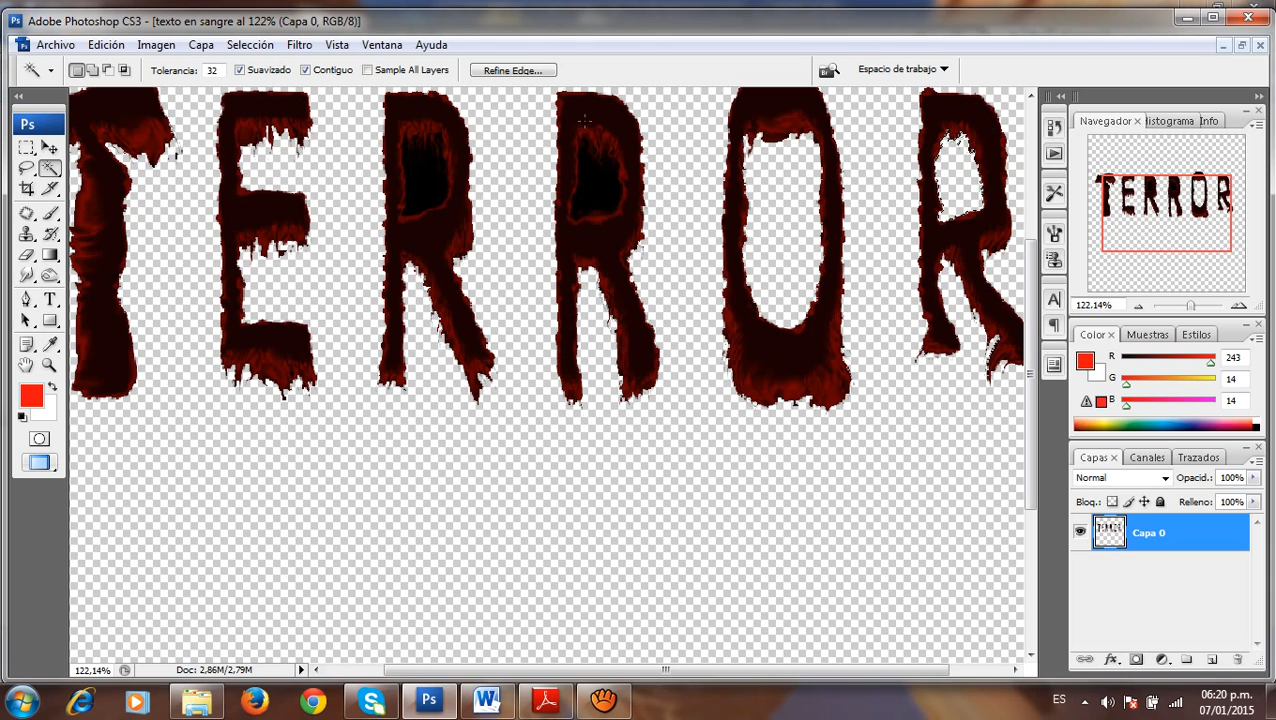 Adobe Photoshop CS3 - [texto en sangre al 122% (Capa 0, RGB/8)]
Archivo Edición Imagen Capa Selección Filtro Vista Ventana Ayuda
Tolerancia: 32 Suavizado Contiguo Sample All Layers Refine Edge... Br Espacio de trabajo
Ps
TERROR
Navegador Histograma Info
TERROR
122.14%
Color Muestras Estilos
R 243
G 14
B 14
Capas Canales Trazados
Normal Opacid.: 100%
Bloq.: Relleno: 100%
Capa 0
122,14% Doc: 2,86M/2,79M
ES 06:20 p.m.
07/01/2015